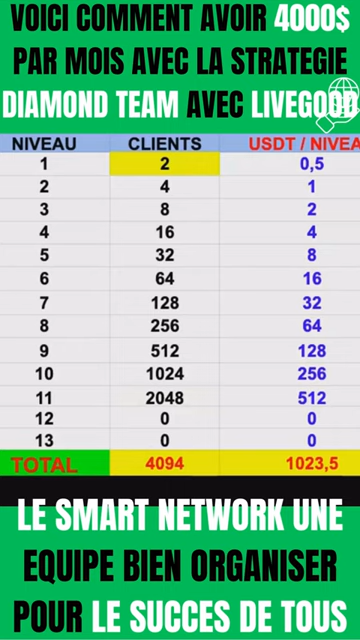 VOICI COMMENT AVOIR 4000$
PAR MOIS AVEC LA STRATEGIE
DIAMOND TEAM AVEC LIVEGOOD
NIVEAU CLIENTS USDT / NIVEA
1 2 0,5
2 4 1
3 8 2
4 16 4
5 32 8
6 64 16
7 128 32
8 256 64
9 512 128
10 1024 256
11 2048 512
12 0 0
13 0 0
TOTAL 4094 1023,5
LE SMART NETWORK UNE
EQUIPE BIEN ORGANISER
POUR LE SUCCES DE TOUS